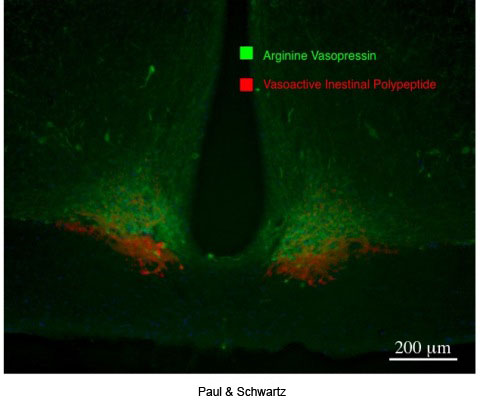 Arginine Vasopressin
Vasoactive Inestinal Polypeptide
200 µm
Paul & Schwartz